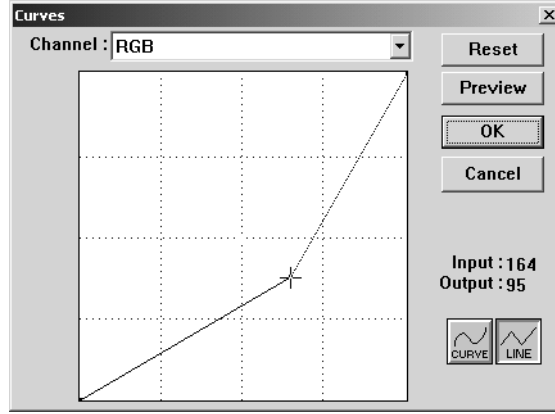 Curves
Channel : RGB
Reset
Preview
OK
Cancel
Input : 164
Output : 95
CURVE
LINE